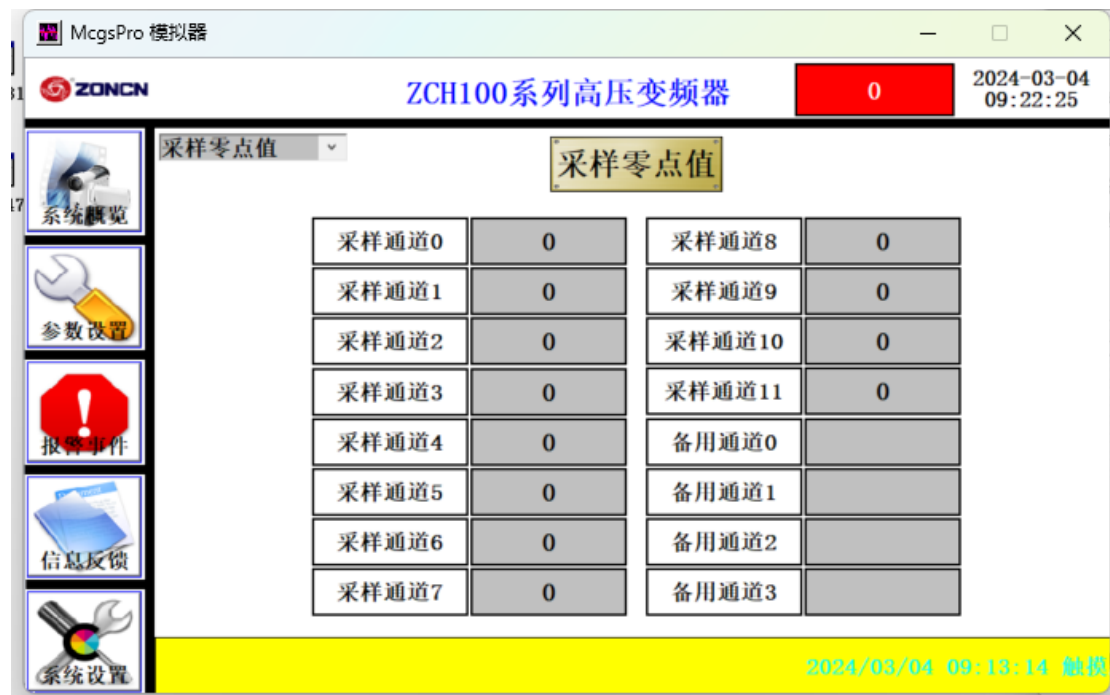 McgsPro 模拟器
ZONCN
ZCH100系列高压变频器
0
2024-03-04
09:22:25
采样零点值
采样零点值
系统概览
参数设置
报警事件
信息反馈
系统设置
采样通道0 0 采样通道8 0
采样通道1 0 采样通道9 0
采样通道2 0 采样通道10 0
采样通道3 0 采样通道11 0
采样通道4 0 备用通道0
采样通道5 0 备用通道1
采样通道6 0 备用通道2
采样通道7 0 备用通道3
2024/03/04 09:13:14 触摸